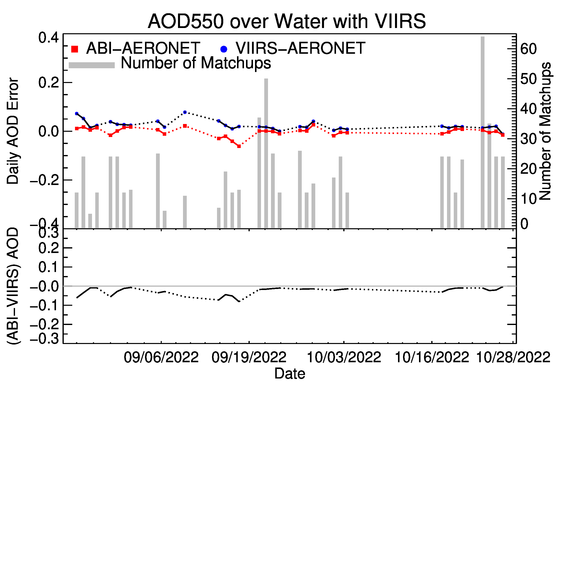 AOD550 over Water with VIIRS
ABI−AERONET
VIIRS−AERONET
Number of Matchups
Daily AOD Error
0.4
0.2
0.0
−0.2
−0.4
60
50
40
30
20
10
0
Number of Matchups
(ABI−VIIRS) AOD
0.3
0.2
0.1
−0.0
−0.1
−0.2
−0.3
09/06/2022 09/19/2022 10/03/2022 10/16/2022 10/28/2022
Date